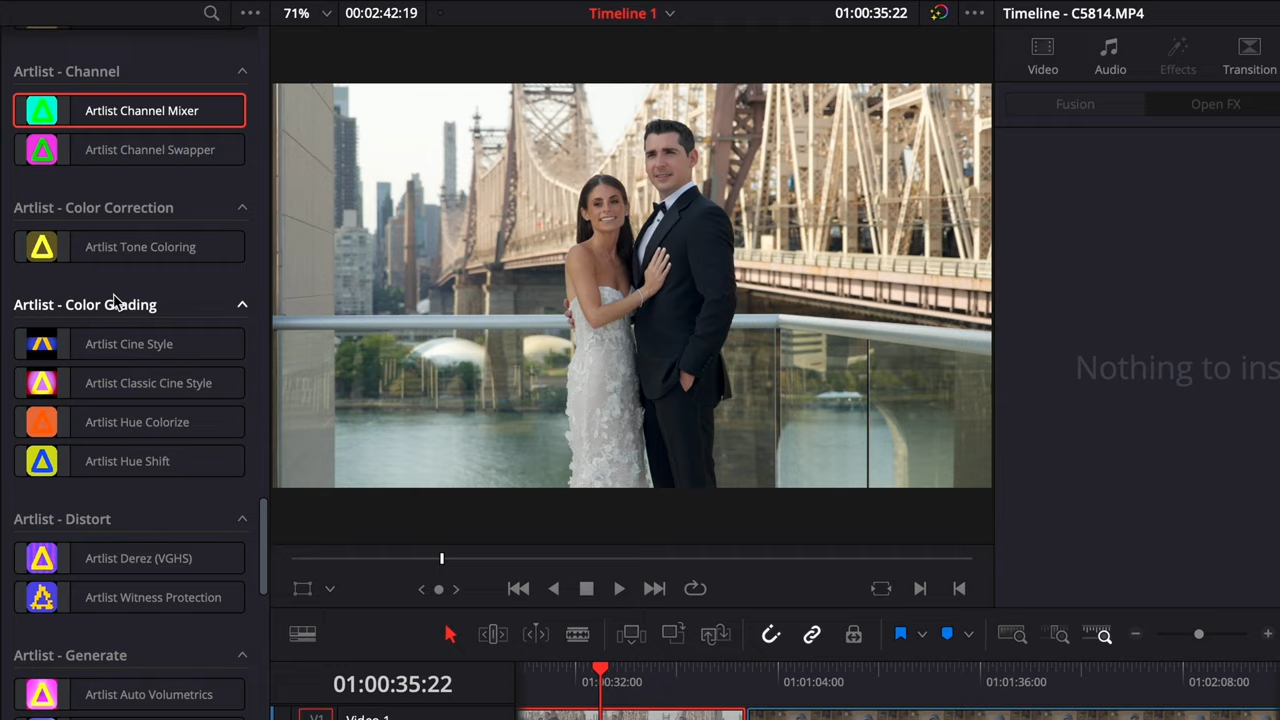 71%
00:02:42:19
Timeline 1
01:00:35:22
Timeline - C5814.MP4
Artlist - Channel
Artlist Channel Mixer
Artlist Channel Swapper
Artlist - Color Correction
Artlist Tone Coloring
Artlist - Color Grading
Artlist Cine Style
Artlist Classic Cine Style
Artlist Hue Colorize
Artlist Hue Shift
Artlist - Distort
Artlist Derez (VGHS)
Artlist Witness Protection
Artlist - Generate
Artlist Auto Volumetrics
Video
Audio
Effects
Transition
Fusion
Open FX
Nothing to ins
01:00:35:22
01:00:32:00
01:01:04:00
01:01:36:00
01:02:08:00
V1
Video 1